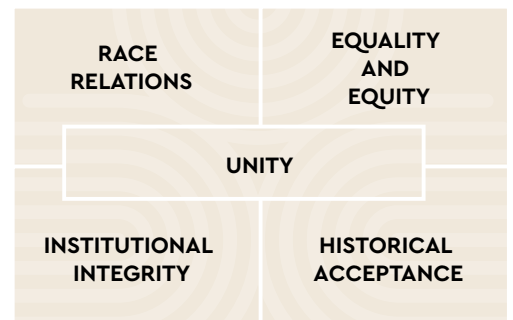 RACE
RELATIONS
EQUALITY
AND
EQUITY
UNITY
INSTITUTIONAL
INTEGRITY
HISTORICAL
ACCEPTANCE